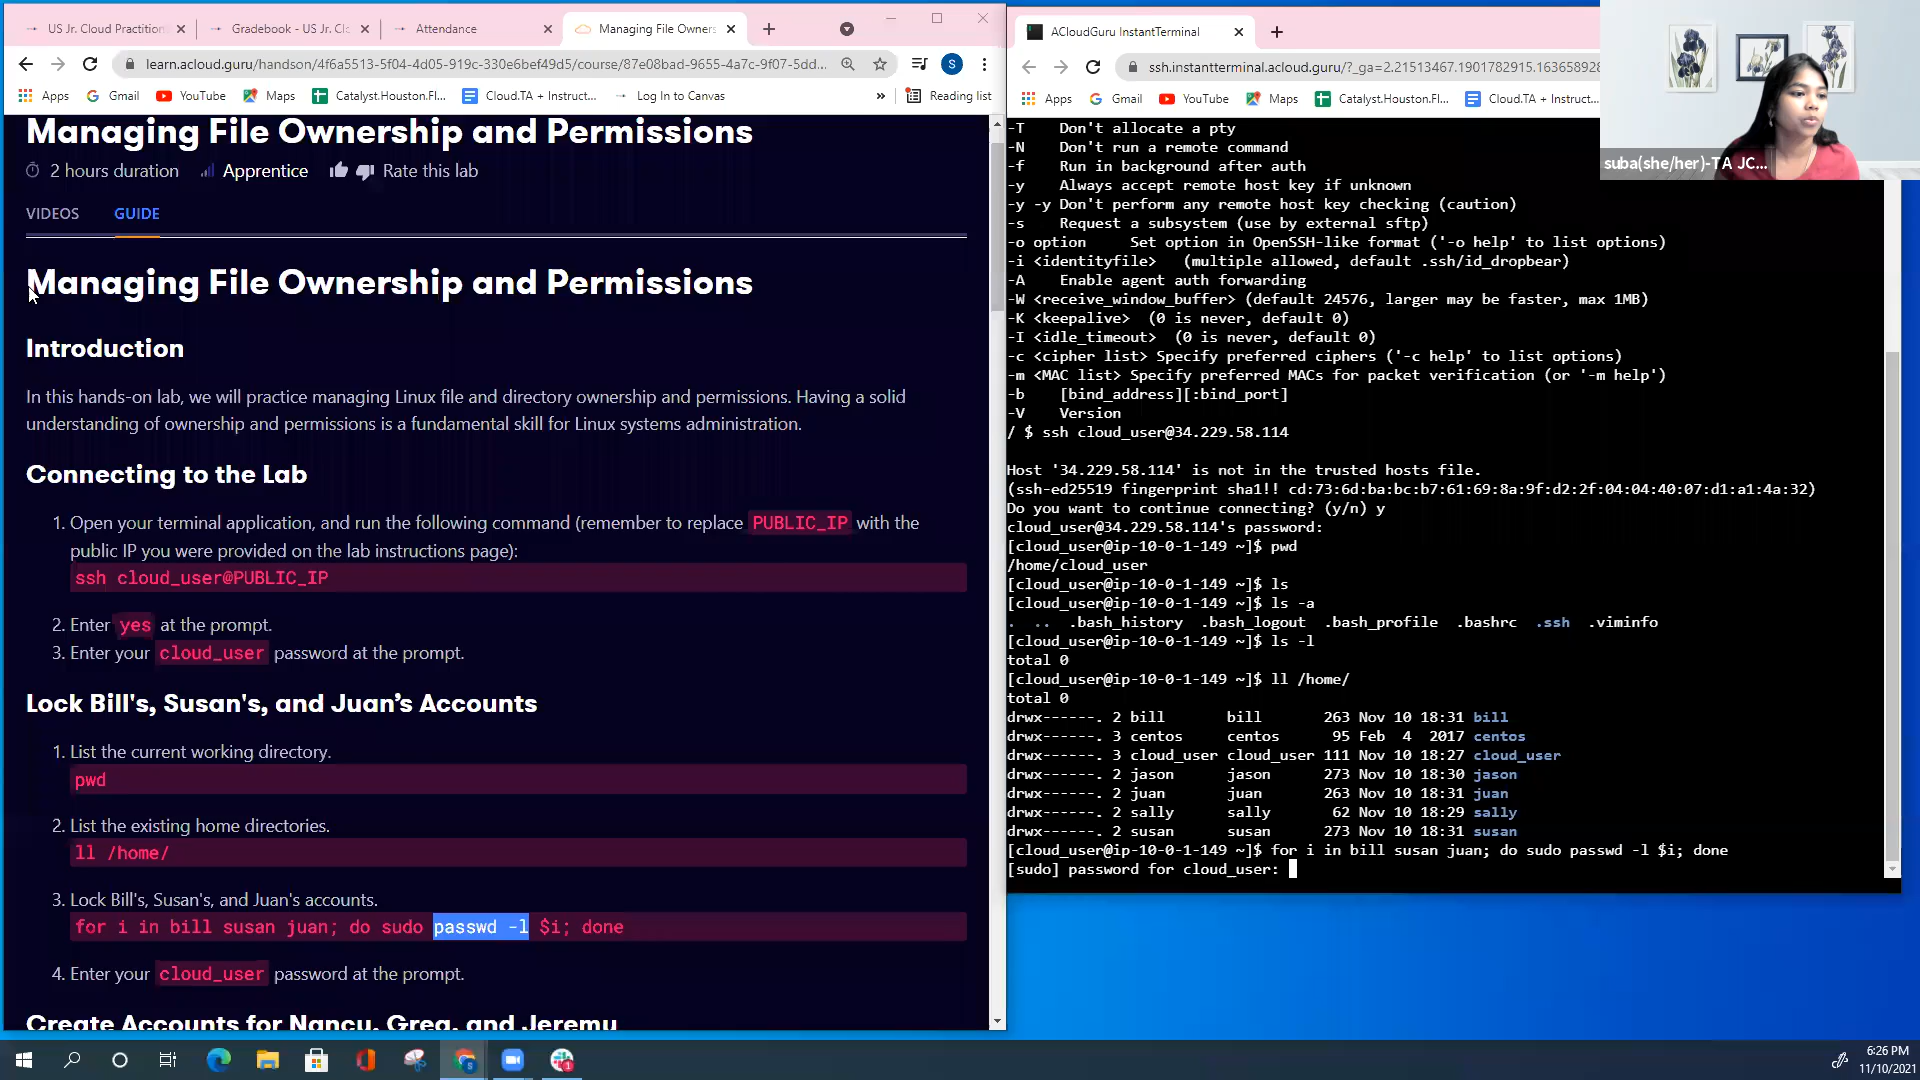 US Jr. Cloud Practition
Gradebook - US Jr. Clo
Attendance
Managing File Owners
learn.acloud.guru/handson/4f6a5513-5f04-4d05-919c-330e6bef49d5/course/87e08bad-9655-4a7c-9f07-5dd...
S
Apps
Gmail
YouTube
Maps
Catalyst.Houston.Fl...
Cloud.TA + Instruct...
Log In to Canvas
»
Reading list
Managing File Ownership and Permissions
2 hours duration
Apprentice
Rate this lab
VIDEOS
GUIDE
Managing File Ownership and Permissions
Introduction
In this hands-on lab, we will practice managing Linux file and directory ownership and permissions. Having a solid
understanding of ownership and permissions is a fundamental skill for Linux systems administration.
Connecting to the Lab
1. Open your terminal application, and run the following command (remember to replace PUBLIC_IP with the
public IP you were provided on the lab instructions page):
ssh cloud_user@PUBLIC_IP
2. Enter yes at the prompt.
3. Enter your cloud_user password at the prompt.
Lock Bill's, Susan's, and Juan’s Accounts
1. List the current working directory.
pwd
2. List the existing home directories.
ll /home/
3. Lock Bill's, Susan's, and Juan's accounts.
for i in bill susan juan; do sudo passwd -l $i; done
4. Enter your cloud_user password at the prompt.
Create Accounts for Nancy, Greg, and Jeremy
ACloudGuru InstantTerminal
ssh.instantterminal.acloud.guru/?_ga=2.21513467.1901782915.163658928
Apps
Gmail
YouTube
Maps
Catalyst.Houston.Fl...
Cloud.TA + Instruct...
suba(she/her)-TA JC...
-T Don't allocate a pty
-N Don't run a remote command
-f Run in background after auth
-y Always accept remote host key if unknown
-y -y Don't perform any remote host key checking (caution)
-s Request a subsystem (use by external sftp)
-o option Set option in OpenSSH-like format ('-o help' to list options)
-i <identityfile> (multiple allowed, default .ssh/id_dropbear)
-A Enable agent auth forwarding
-W <receive_window_buffer> (default 24576, larger may be faster, max 1MB)
-K <keepalive> (0 is never, default 0)
-I <idle_timeout> (0 is never, default 0)
-c <cipher list> Specify preferred ciphers ('-c help' to list options)
-m <MAC list> Specify preferred MACs for packet verification (or '-m help')
-b [bind_address][:bind_port]
-V Version
/ $ ssh cloud_user@34.229.58.114
Host '34.229.58.114' is not in the trusted hosts file.
(ssh-ed25519 fingerprint sha1!! cd:73:6d:ba:bc:b7:61:69:8a:9f:d2:2f:04:04:40:07:d1:a1:4a:32)
Do you want to continue connecting? (y/n) y
cloud_user@34.229.58.114's password:
[cloud_user@ip-10-0-1-149 ~]$ pwd
/home/cloud_user
[cloud_user@ip-10-0-1-149 ~]$ ls
[cloud_user@ip-10-0-1-149 ~]$ ls -a
. .. .bash_history .bash_logout .bash_profile .bashrc .ssh .viminfo
[cloud_user@ip-10-0-1-149 ~]$ ls -l
total 0
[cloud_user@ip-10-0-1-149 ~]$ ll /home/
total 0
drwx------. 2 bill bill 263 Nov 10 18:31 bill
drwx------. 3 centos centos 95 Feb 4 2017 centos
drwx------. 3 cloud_user cloud_user 111 Nov 10 18:27 cloud_user
drwx------. 2 jason jason 273 Nov 10 18:30 jason
drwx------. 2 juan juan 263 Nov 10 18:31 juan
drwx------. 2 sally sally 62 Nov 10 18:29 sally
drwx------. 2 susan susan 273 Nov 10 18:31 susan
[cloud_user@ip-10-0-1-149 ~]$ for i in bill susan juan; do sudo passwd -l $i; done
[sudo] password for cloud_user:
6:26 PM
11/10/2021